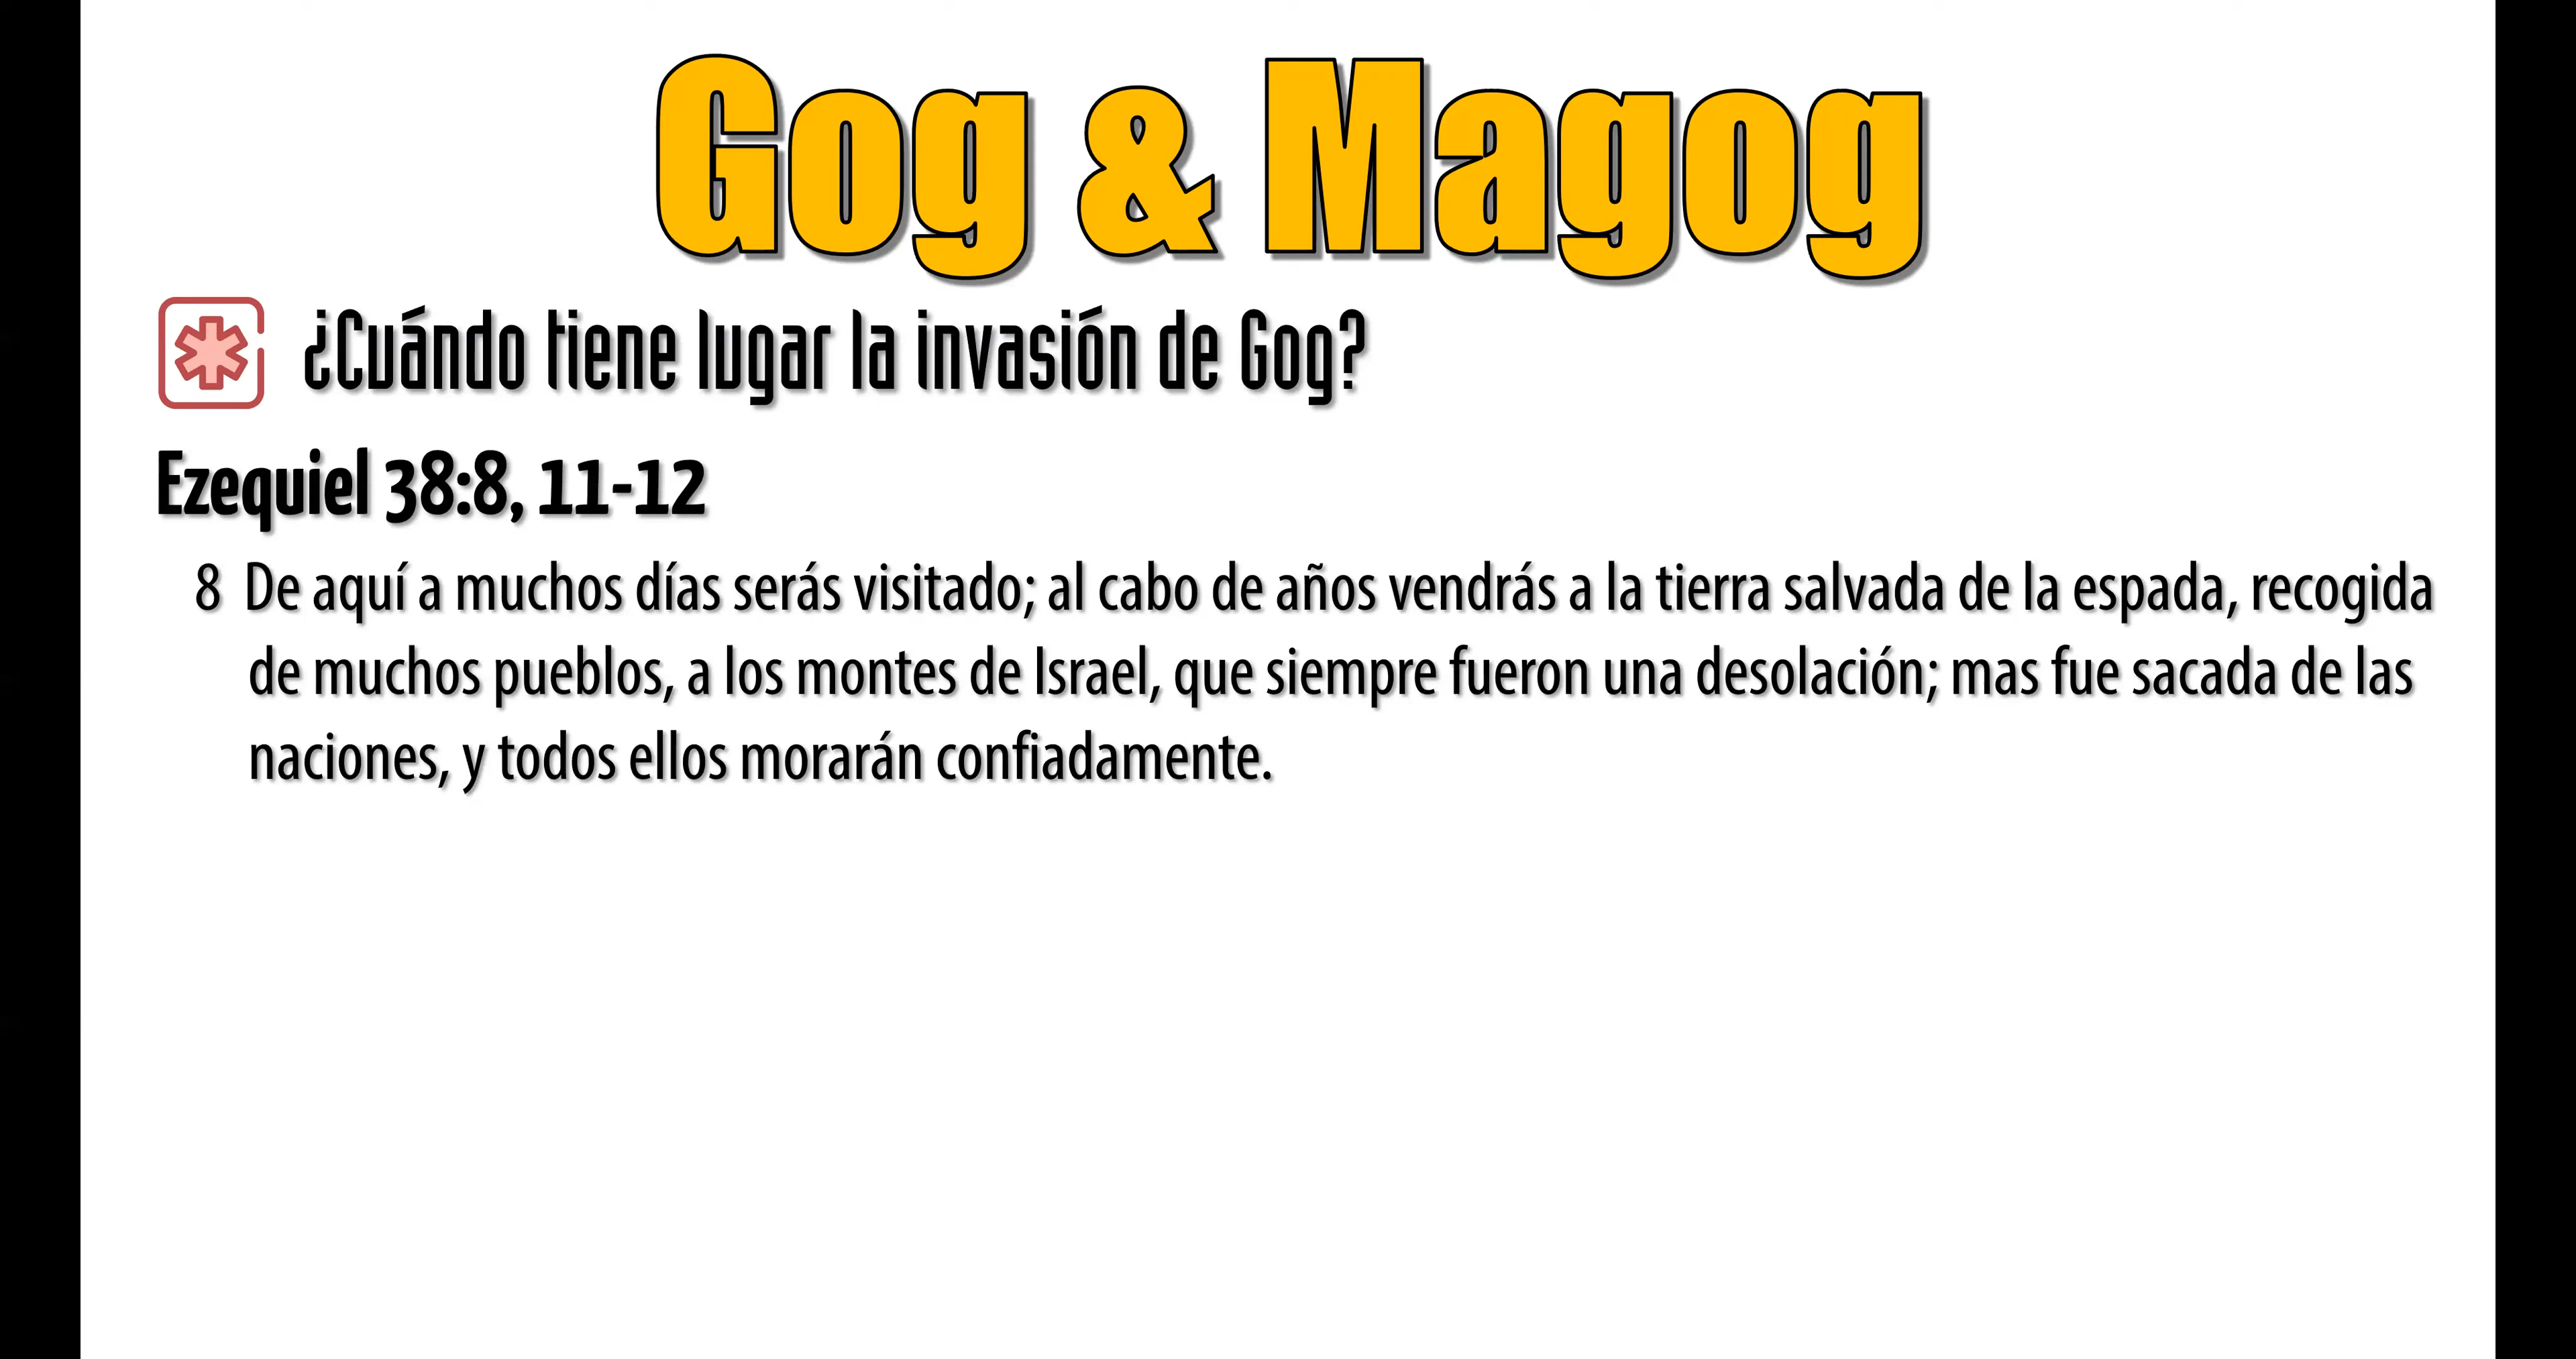 Gog & Magog
¿Cuándo tiene lugar la invasión de Gog?
Ezequiel 38:8, 11-12
8 De aquí a muchos días serás visitado; al cabo de años vendrás a la tierra salvada de la espada, recogida
de muchos pueblos, a los montes de Israel, que siempre fueron una desolación; mas fue sacada de las
naciones, y todos ellos morarán confiadamente.